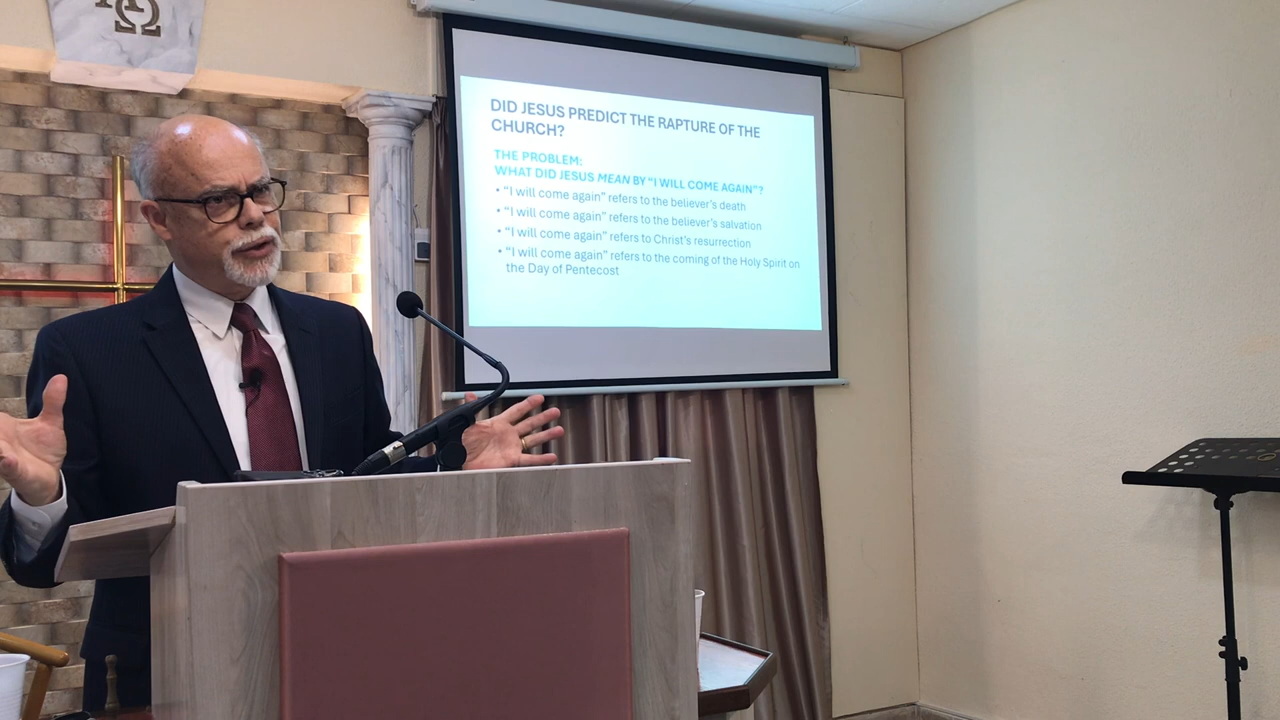 ΑΩ
DID JESUS PREDICT THE RAPTURE OF THE
CHURCH?
THE PROBLEM:
WHAT DID JESUS MEAN BY “I WILL COME AGAIN”?
• “I will come again” refers to the believer’s death
• “I will come again” refers to the believer’s salvation
• “I will come again” refers to Christ’s resurrection
• “I will come again” refers to the coming of the Holy Spirit on
the Day of Pentecost